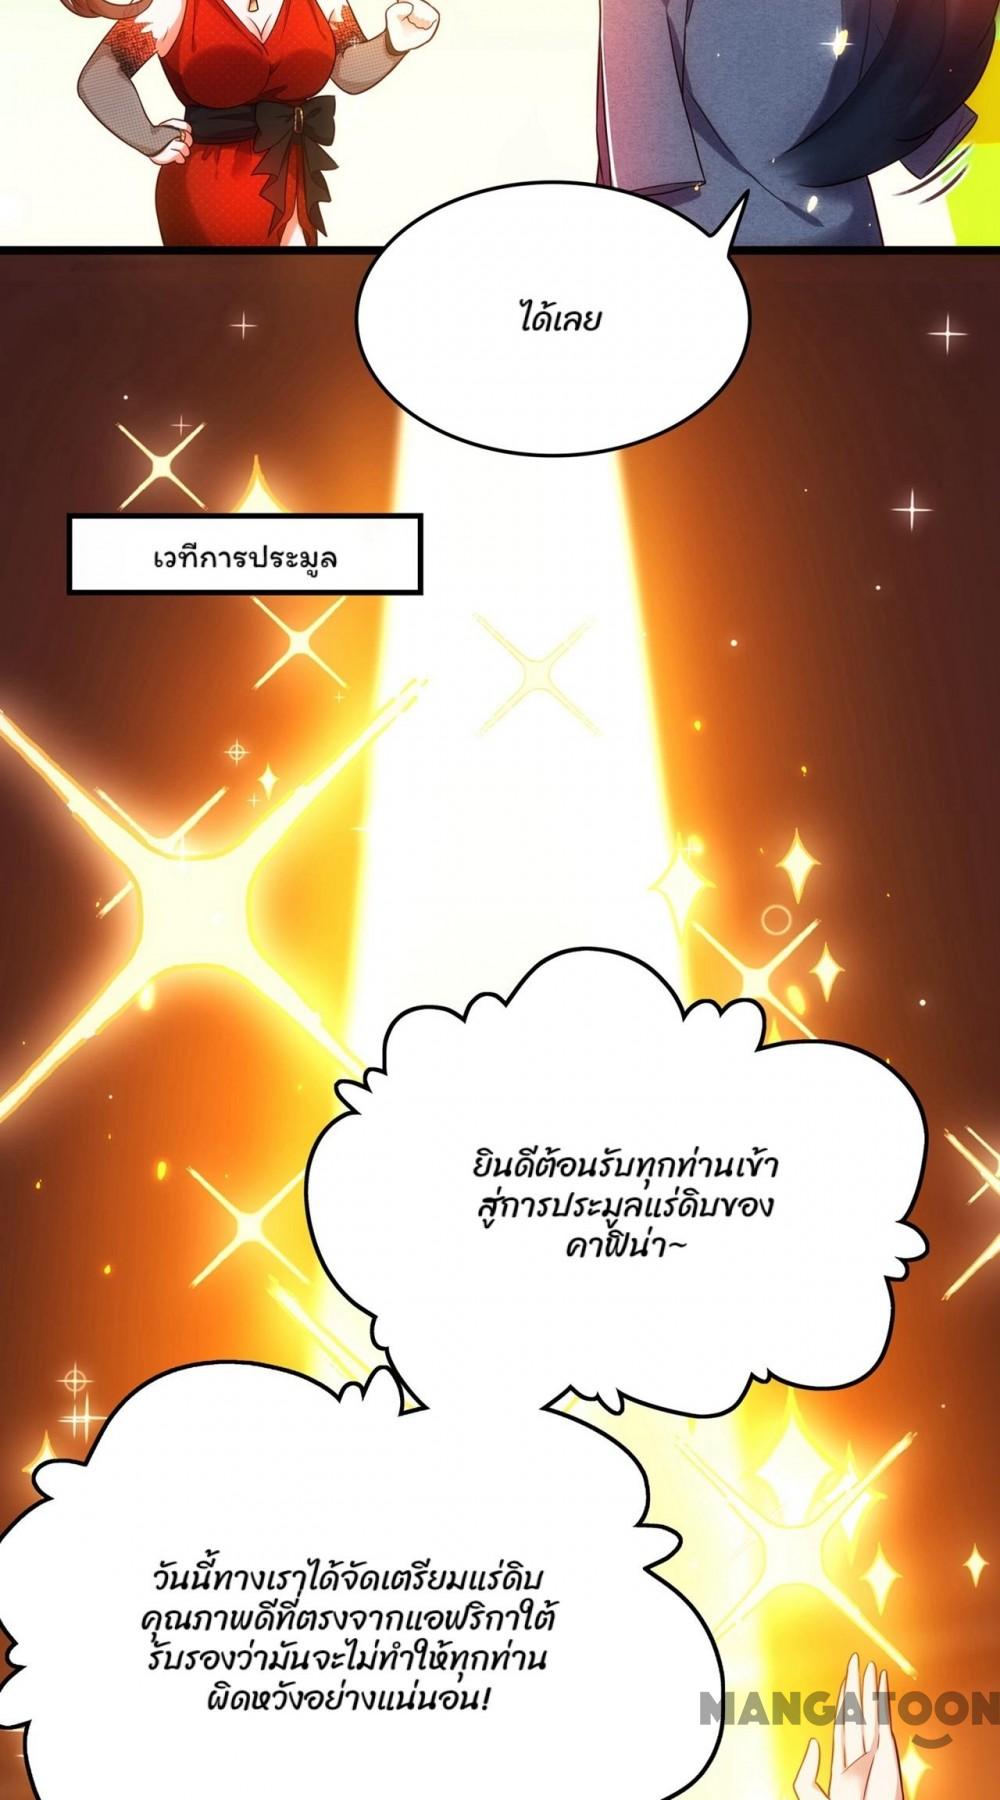 ได้เลย
เวทีการประมูล
ยินดีต้อนรับทุกท่านเข้า
สู่การประมูลแร่ดิบของ
คาฟิน่า~
วันนี้ทางเราได้จัดเตรียมแร่ดิบ
คุณภาพดีที่ตรงจากแอฟริกาใต้
รับรองว่ามันจะไม่ทำให้ทุกท่าน
ผิดหวังอย่างแน่นอน!
MANGATOON